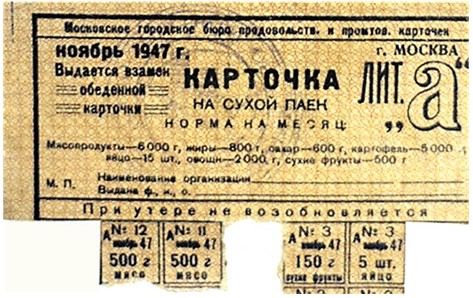 Московское городское бюро продовольств. и промтов. карточек
ноябрь 1947 г.
г. МОСКВА
Выдается взамен
обеденной
карточки
КАРТОЧКА
НА СУХОЙ ПАЕК
НОРМА НА МЕСЯЦ:
ЛИТ. „а“
Мясопродукты—6000 г, жиры—800 г, сахар—600 г, картофель—5000 г
яйцо—15 шт., овощи—2000 г, сухие фрукты—500 г
М. П.
Наименование организации
Выдана ф., и., о.
При утере не возобновляется
А № 12
ноябрь 47
500 г
мясо
А № 11
ноябрь 47
500 г
мясо
А № 3
ноябрь 47
150 г
сухие фрукты
А № 3
ноябрь 47
5 шт.
яйцо